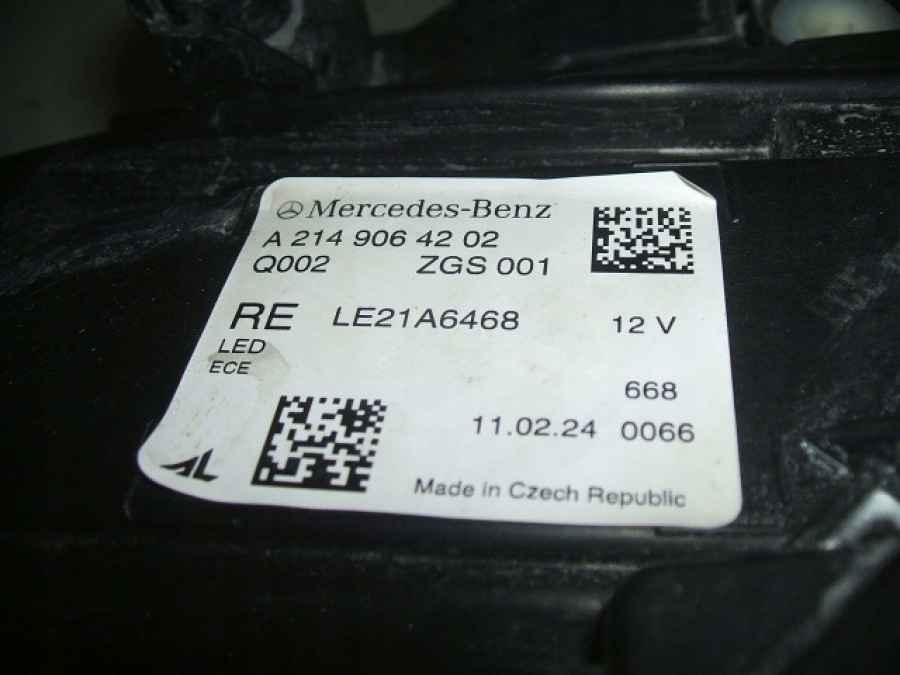 Mercedes-Benz
A 214 906 42 02
Q002 ZGS 001
RE LE21A6468 12 V
LED
ECE
668
11.02.24 0066
AL
Made in Czech Republic